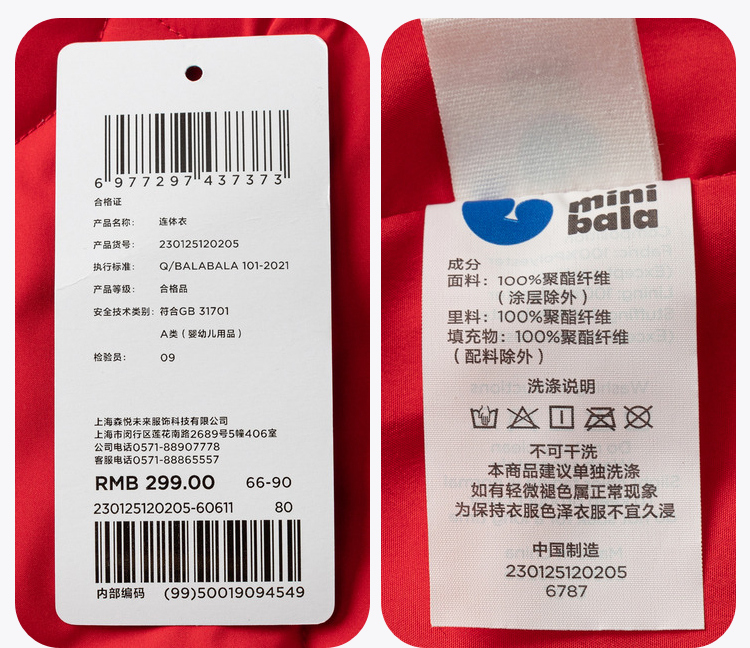 6 977297 437373
合格证
产品名称: 连体衣
产品货号: 230125120205
执行标准: Q/BALABALA 101-2021
产品等级: 合格品
安全技术类别: 符合GB 31701
A类(婴幼儿用品)
检验员: 09
上海森悦未来服饰科技有限公司
上海市闵行区莲花南路2689号5幢406室
公司电话0571-88907778
客服电话0571-88865557
RMB 299.00 66-90
230125120205-60611 80
内部编码 (99)50019094549
mini
bala
成分
面料: 100%聚酯纤维
(涂层除外)
里料: 100%聚酯纤维
填充物: 100%聚酯纤维
(配料除外)
洗涤说明
不可干洗
本商品建议单独洗涤
如有轻微褪色属正常现象
为保持衣服色泽衣服不宜久浸
中国制造
230125120205
6787